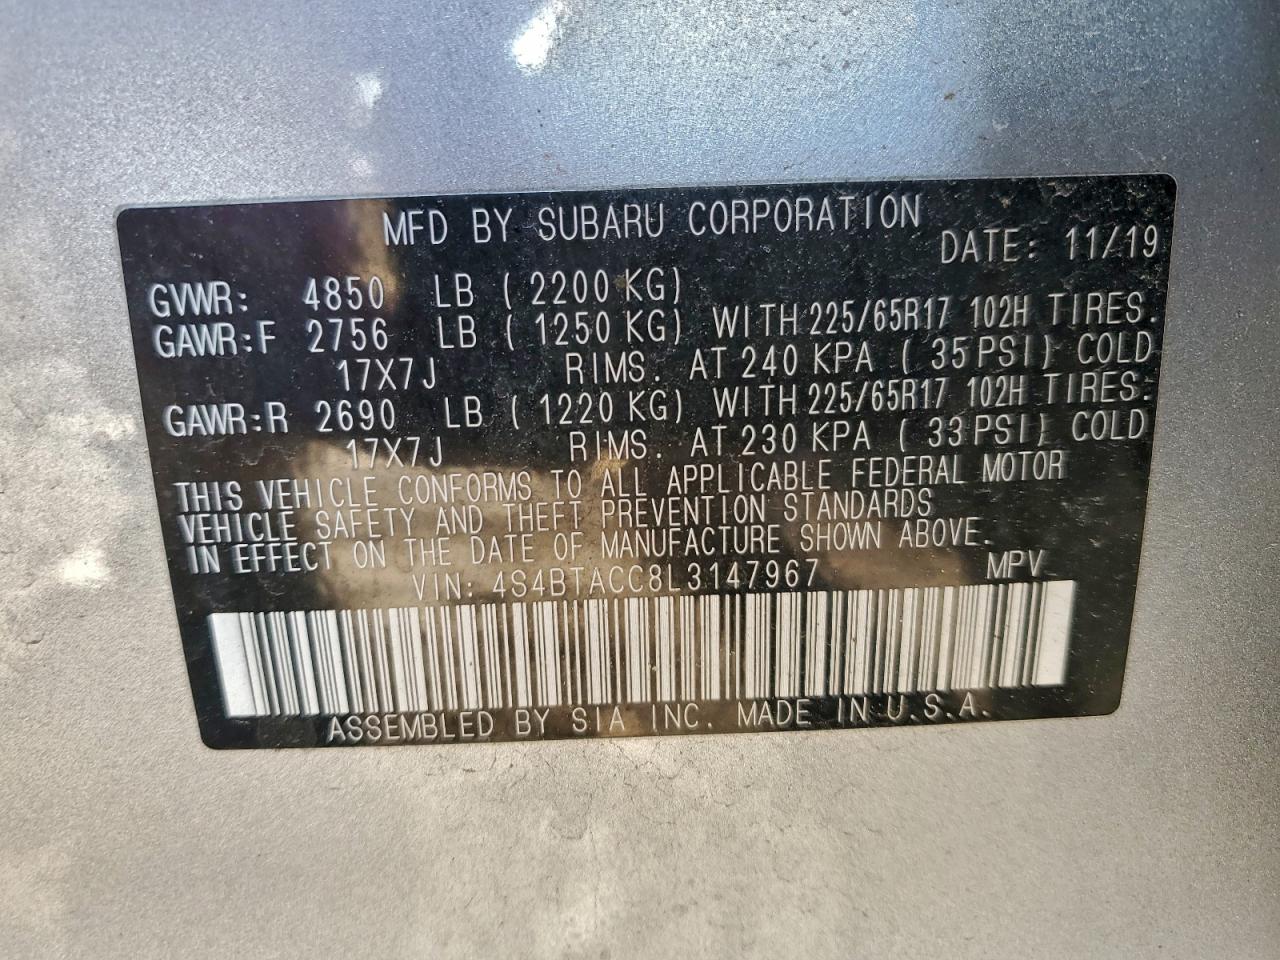 MFD BY SUBARU CORPORATION
DATE: 11/19
GVWR: 4850 LB ( 2200 KG)
GAWR:F 2756 LB ( 1250 KG) WITH 225/65R17 102H TIRES.
17X7J RIMS. AT 240 KPA ( 35 PSI) COLD
GAWR:R 2690 LB ( 1220 KG) WITH 225/65R17 102H TIRES.
17X7J RIMS. AT 230 KPA ( 33 PSI) COLD
THIS VEHICLE CONFORMS TO ALL APPLICABLE FEDERAL MOTOR
VEHICLE SAFETY AND THEFT PREVENTION STANDARDS
IN EFFECT ON THE DATE OF MANUFACTURE SHOWN ABOVE.
VIN: 4S4BTACC8L3147967 MPV
ASSEMBLED BY SIA INC. MADE IN U.S.A.